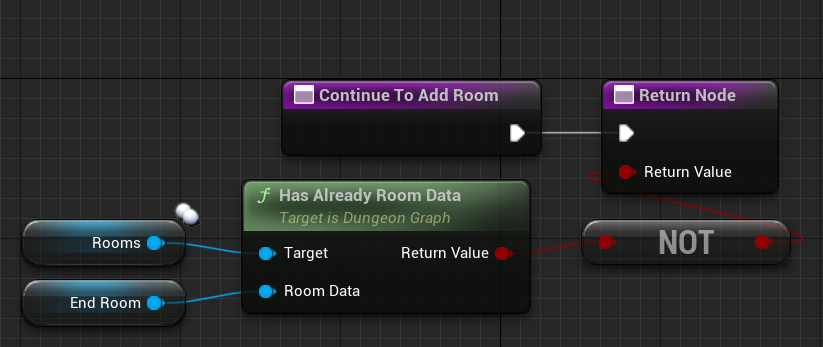 Continue To Add Room
Return Node
Return Value
Has Already Room Data
Target is Dungeon Graph
Rooms
Target
Return Value
NOT
End Room
Room Data